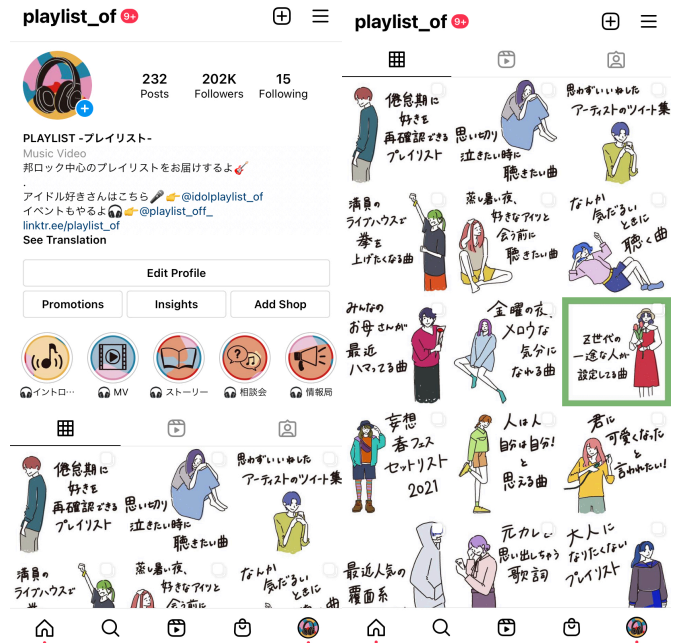 playlist_of 9+
232
Posts
202K
Followers
15
Following
PLAYLIST -プレイリスト-
Music Video
邦ロック中心のプレイリストをお届けするよ🎸
.
アイドル好きさんはこちら🎤👉@idolplaylist_of
イベントもやるよ🎧👉@playlist_off_
linktr.ee/playlist_of
See Translation
Edit Profile
Promotions
Insights
Add Shop
🎧イントロ…
🎧 MV
🎧ストーリー
🎧 相談会
🎧情報局
倦怠期に
好きを
再確認できる
プレイリスト
思い切り
泣きたい時に
聴きたい曲
思わずいいねした
アーティストのツイート集
満員の
ライブハウスで
蒸し暑い夜、
好きなアイツと
会う前に
なんか
気だるい
ときに
playlist_of 9+
倦怠期に
好きを
再確認できる
プレイリスト
思い切り
泣きたい時に
聴きたい曲
思わずいいねした
アーティストのツイート集
満員の
ライブハウスで
拳を
上げたくなる曲
蒸し暑い夜、
好きなアイツと
会う前に
聴きたい曲
なんか
気だるい
ときに
聴く曲
みんなの
お母さんが
最近
ハマってる曲
金曜の夜、
メロウな
気分に
なれる曲
Z世代の
一途な人が
設定してる曲
妄想
春フェス
セットリスト
2021
人は人
自分は自分!
と
思える曲
君に
可愛くなった
と
言われたい!
最近人気の
覆面系
元カレ
思い出しちゃう
歌詞
大人に
なりたくない
プレイリスト